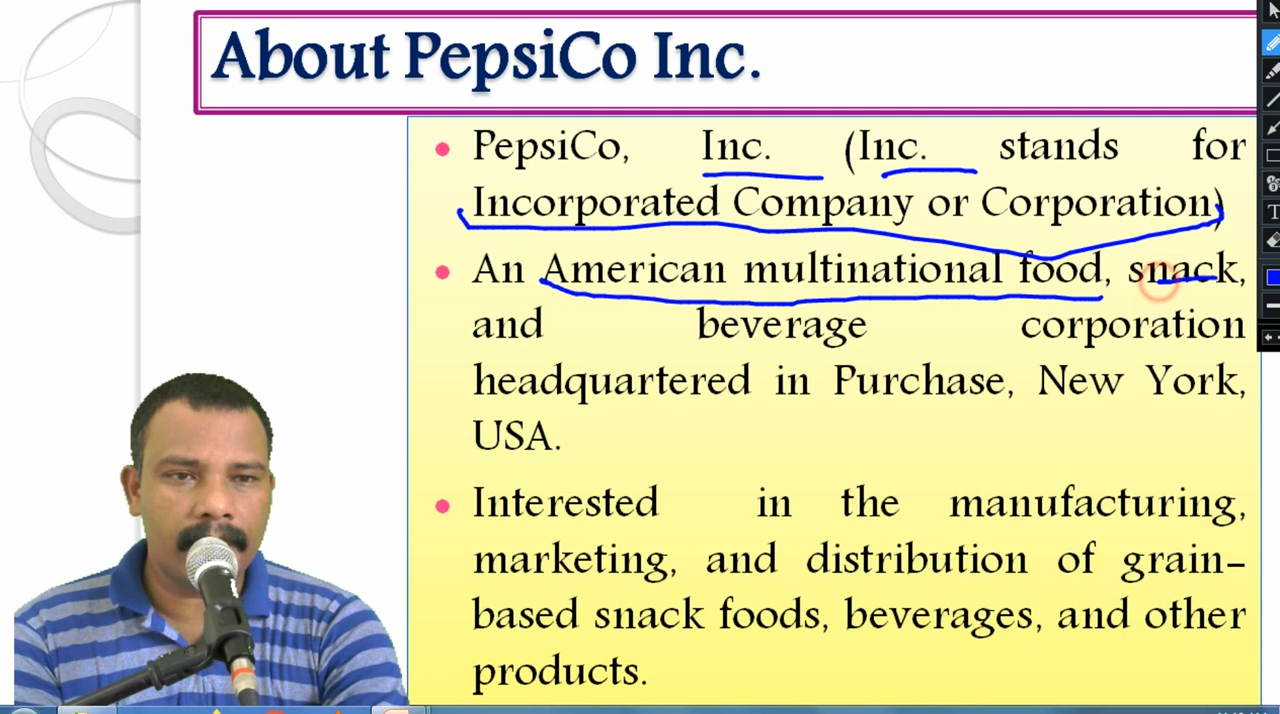 About PepsiCo Inc.
• PepsiCo, Inc. (Inc. stands for
Incorporated Company or Corporation)
• An American multinational food, snack,
and beverage corporation
headquartered in Purchase, New York,
USA.
• Interested in the manufacturing,
marketing, and distribution of grain-
based snack foods, beverages, and other
products.